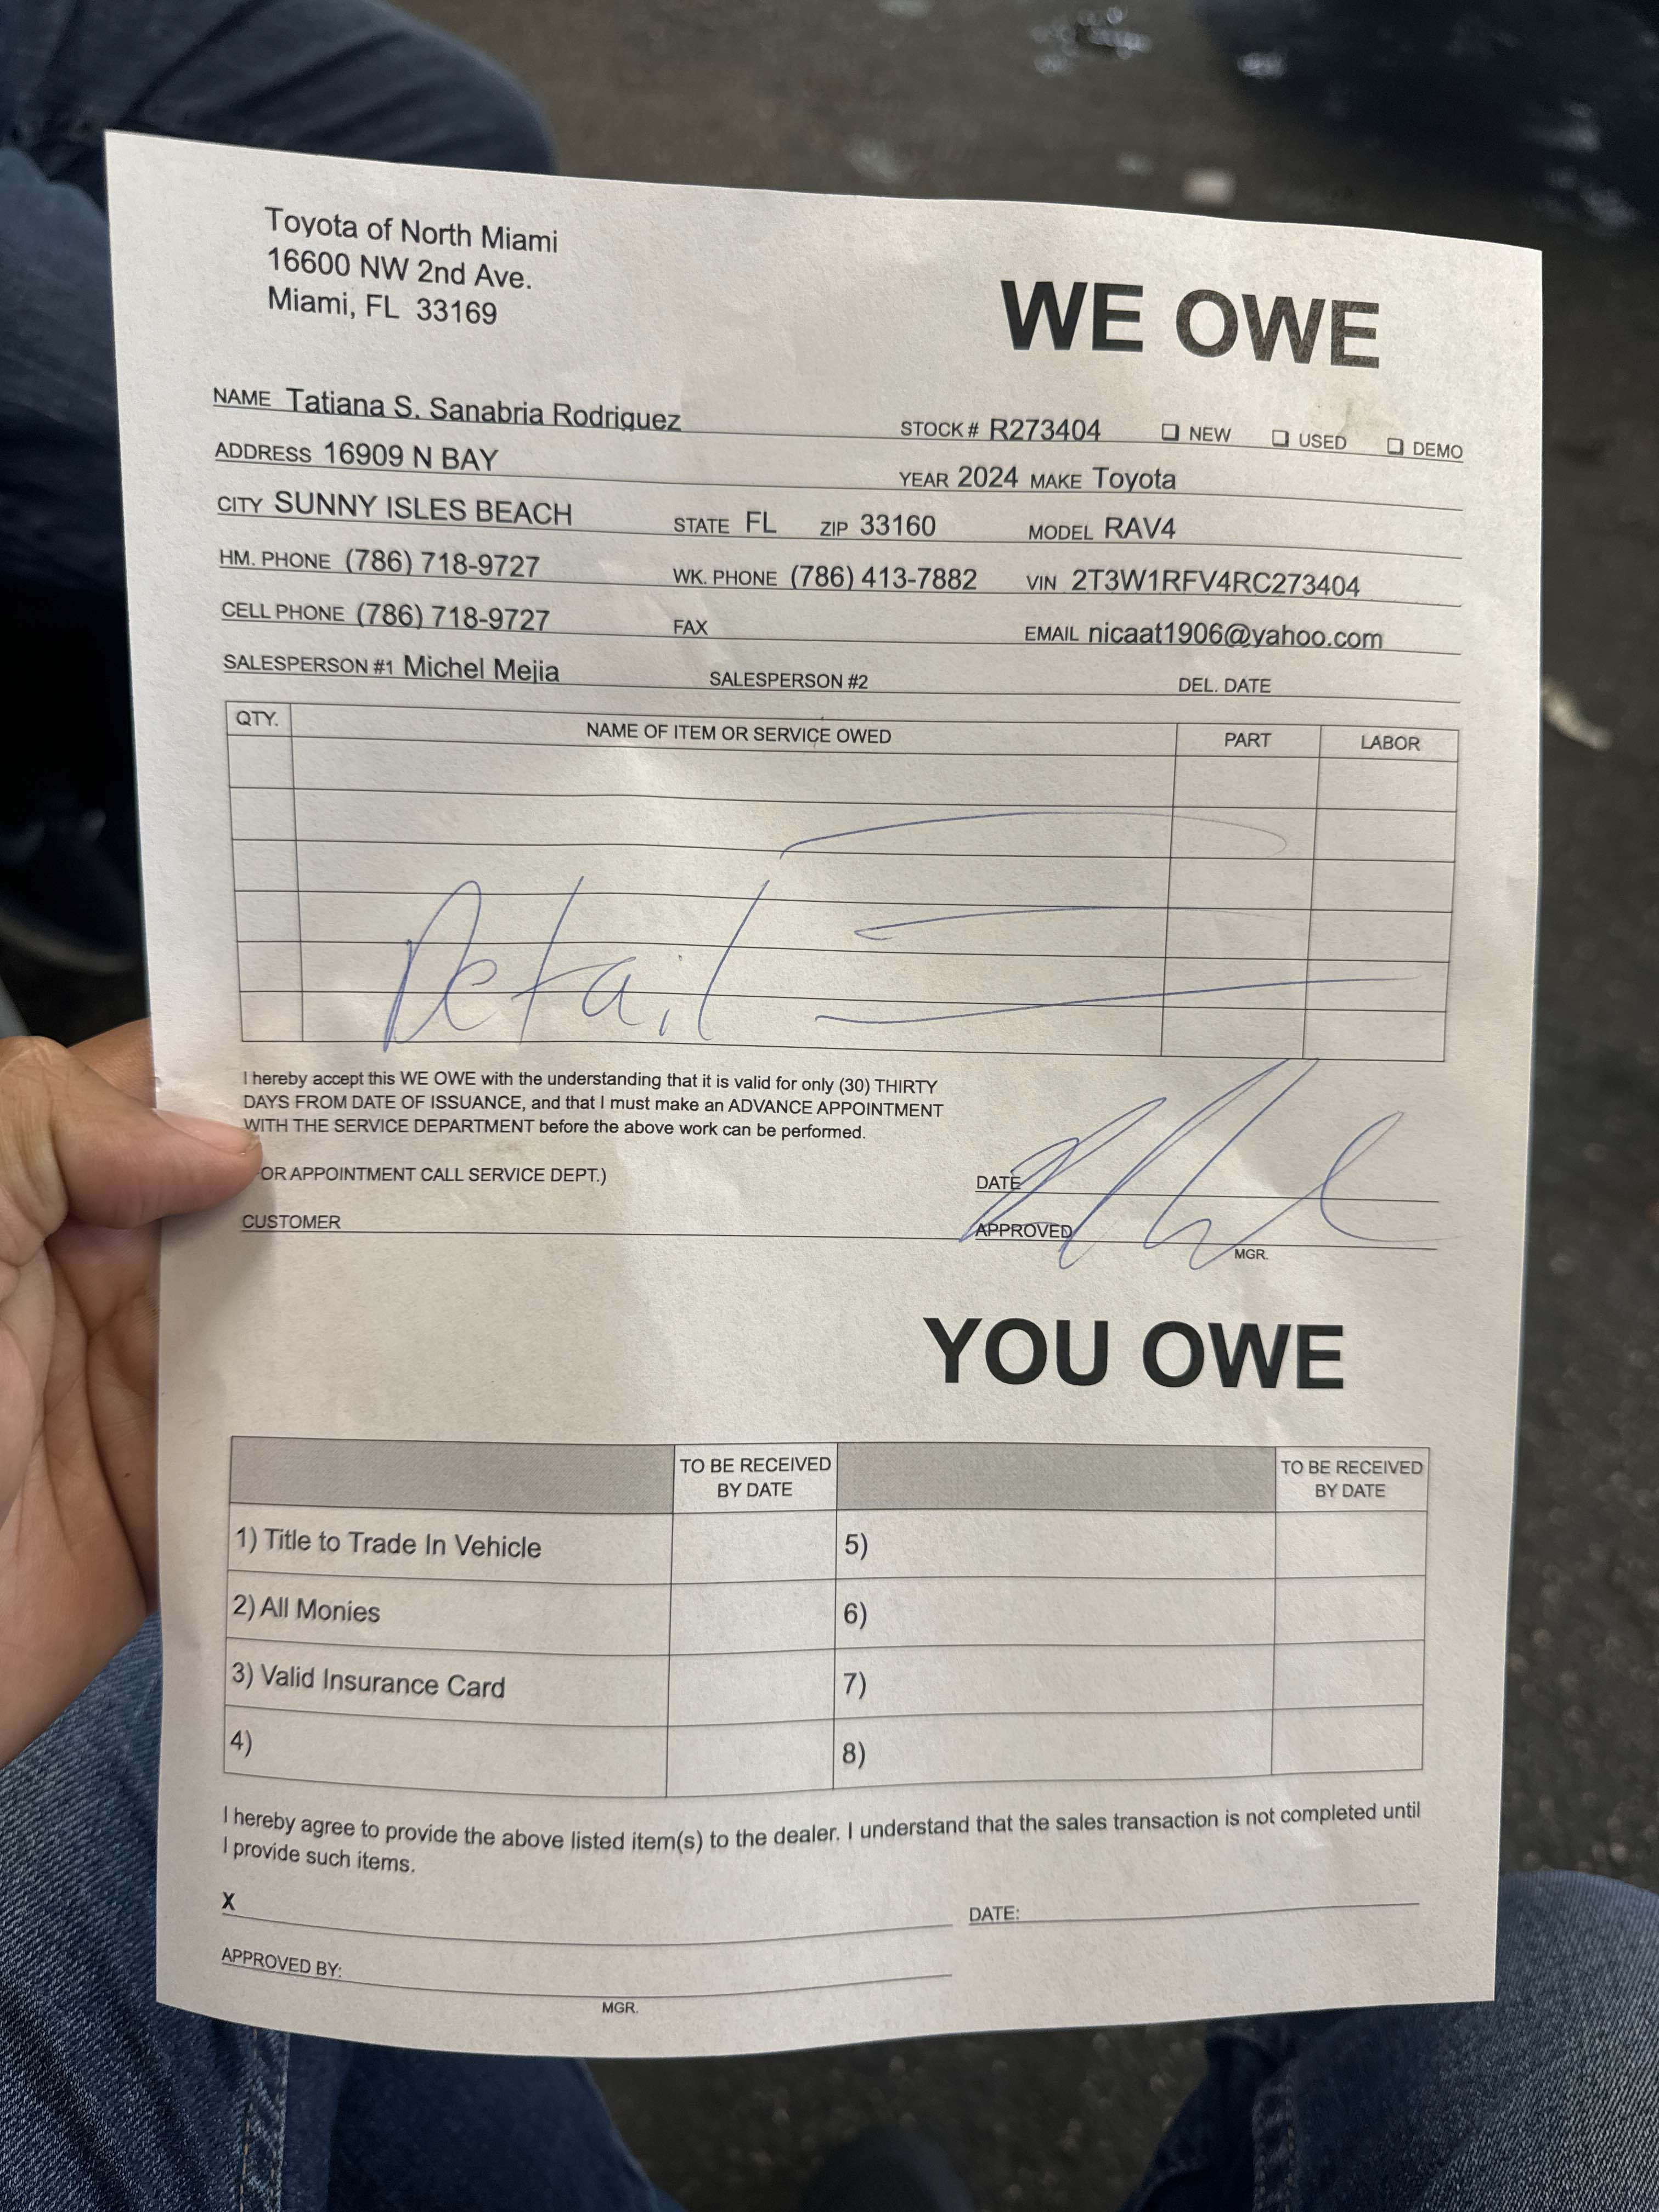 Toyota of North Miami
16600 NW 2nd Ave.
Miami, FL 33169
WE OWE
NAME Tatiana S. Sanabria Rodriguez
STOCK # R273404 ❏ NEW ❏ USED ❏ DEMO
ADDRESS 16909 N BAY
YEAR 2024 MAKE Toyota
CITY SUNNY ISLES BEACH STATE FL ZIP 33160 MODEL RAV4
HM. PHONE (786) 718-9727 WK. PHONE (786) 413-7882 VIN 2T3W1RFV4RC273404
CELL PHONE (786) 718-9727 FAX EMAIL nicaat1906@yahoo.com
SALESPERSON #1 Michel Mejia SALESPERSON #2 DEL. DATE
QTY. NAME OF ITEM OR SERVICE OWED PART LABOR
Detail
I hereby accept this WE OWE with the understanding that it is valid for only (30) THIRTY
DAYS FROM DATE OF ISSUANCE, and that I must make an ADVANCE APPOINTMENT
WITH THE SERVICE DEPARTMENT before the above work can be performed.
OR APPOINTMENT CALL SERVICE DEPT.)
DATE
CUSTOMER
APPROVED
MGR.
YOU OWE
TO BE RECEIVED BY DATE TO BE RECEIVED BY DATE
1) Title to Trade In Vehicle 5)
2) All Monies 6)
3) Valid Insurance Card 7)
4) 8)
I hereby agree to provide the above listed item(s) to the dealer. I understand that the sales transaction is not completed until
I provide such items.
X
DATE:
APPROVED BY:
MGR.